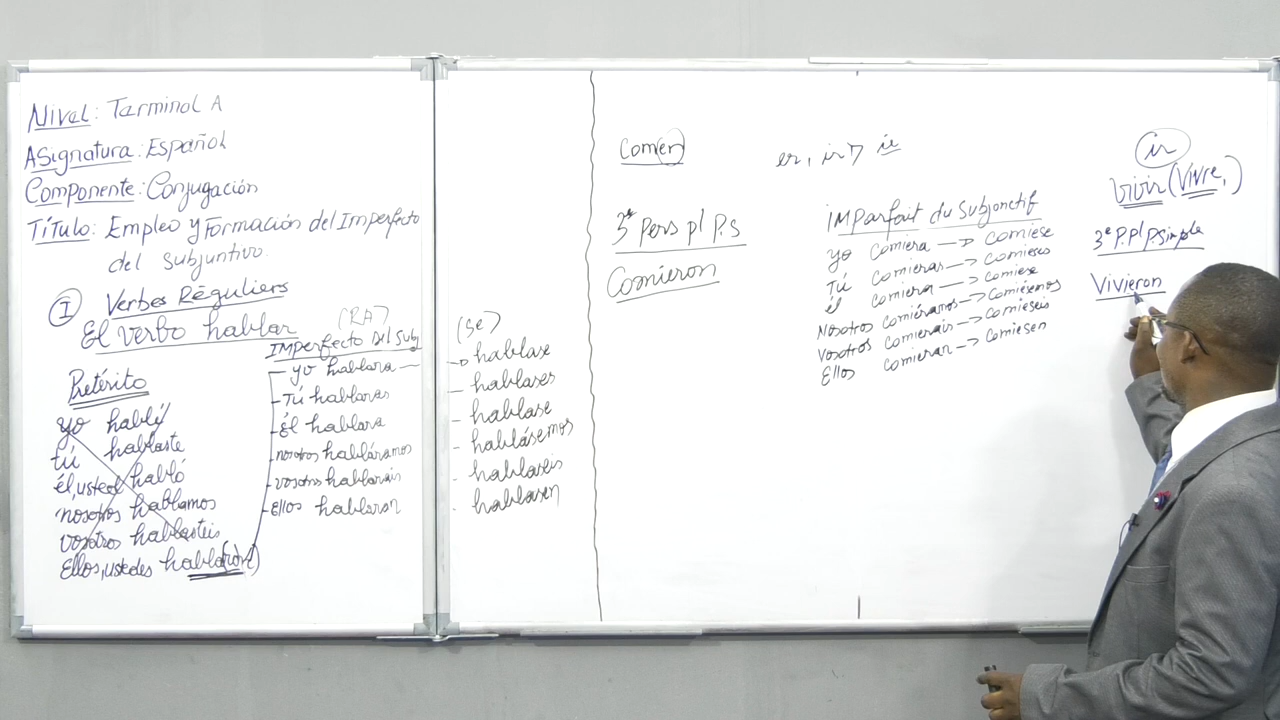 Nivel: Terminal A
Asignatura: Español
Componente: Conjugación
Título: Empleo y Formación del Imperfecto
del subjuntivo.
I Verbes Réguliers
El verbo hablar
Pretérito
yo hablé
tú hablaste
él, usted habló
nosotros hablamos
vosotros hablasteis
Ellos, ustedes hablaron
(RA)
IMperfecto Del Subj
yo hablara
Tú hablaras
Él hablara
nosotros habláramos
vosotros hablarais
Ellos hablaran
(Se)
hablase
hablases
hablase
hablásemos
hablaseis
hablasen
Comer
3e Pers pl P.S
Comieron
er, ir > ie
IMParfait du Subjonctif
yo comiera → comiese
Tú comieras → comieses
él comiera → comiese
Nosotros comiéramos → comiésemos
Vosotros comierais → comieseis
Ellos comieran → comiesen
ir
Vivir (Vivre,)
3e P.Pl P.Simple
Vivieron